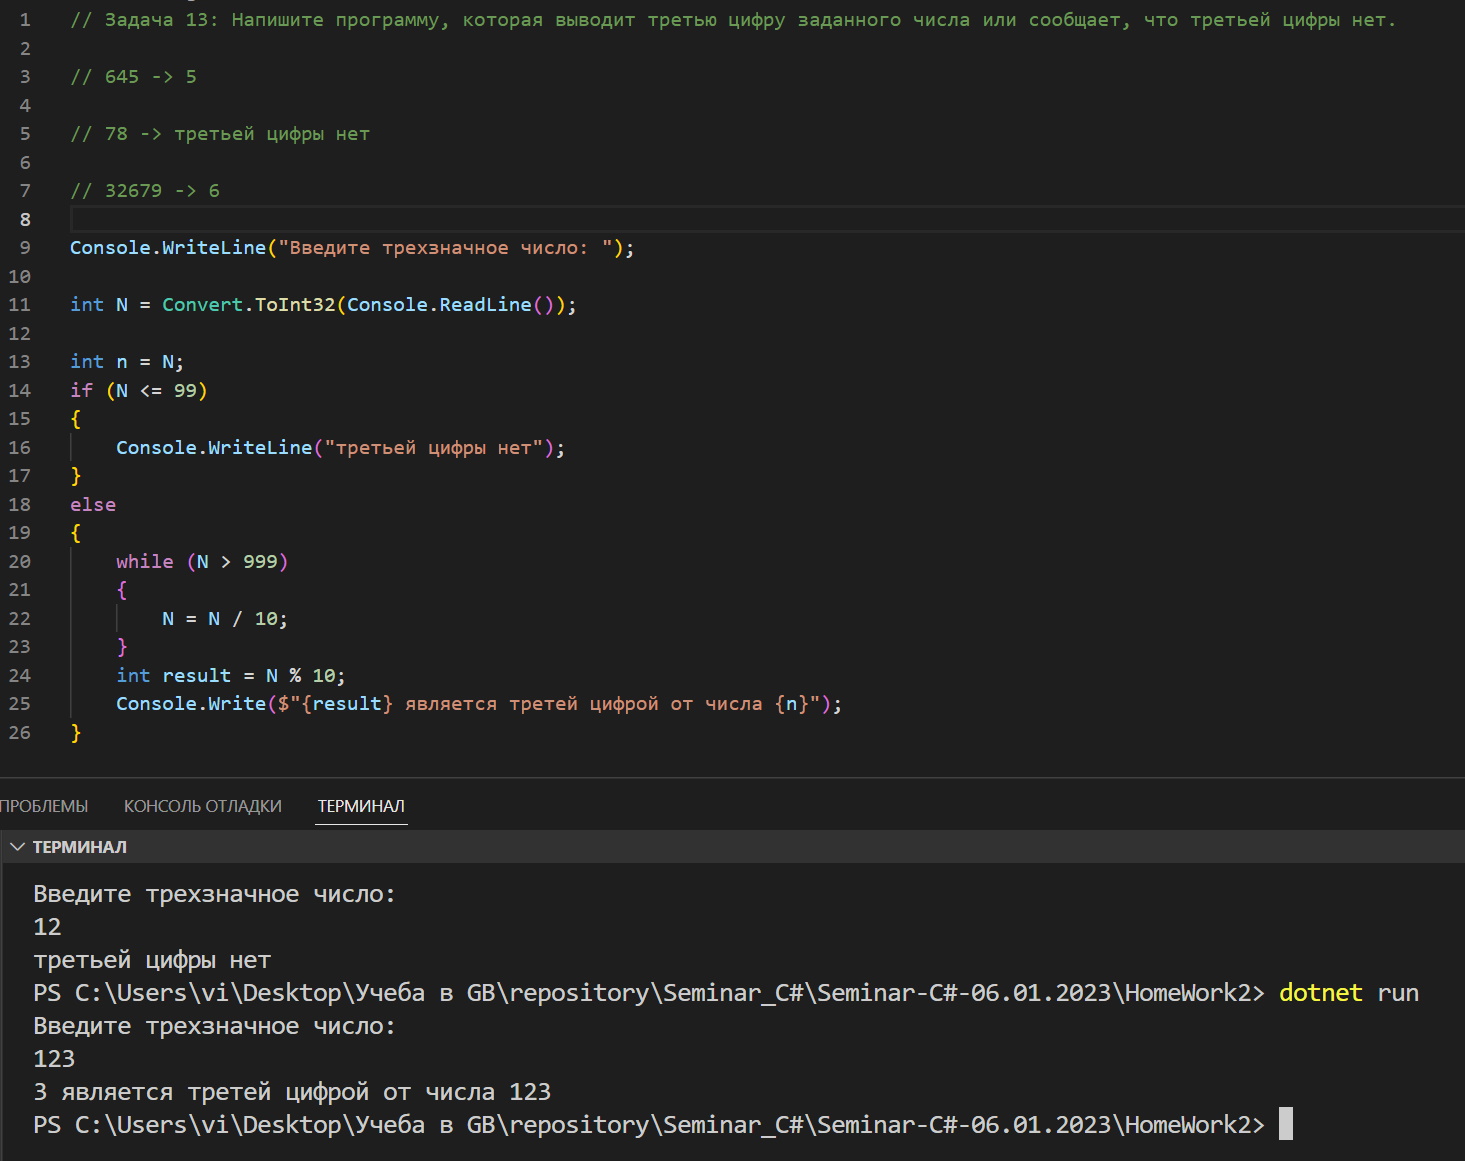 1 // Задача 13: Напишите программу, которая выводит третью цифру заданного числа или сообщает, что третьей цифры нет.
2
3 // 645 -> 5
4
5 // 78 -> третьей цифры нет
6
7 // 32679 -> 6
8
9 Console.WriteLine("Введите трехзначное число: ");
10
11 int N = Convert.ToInt32(Console.ReadLine());
12
13 int n = N;
14 if (N <= 99)
15 {
16     Console.WriteLine("третьей цифры нет");
17 }
18 else
19 {
20     while (N > 999)
21     {
22         N = N / 10;
23     }
24     int result = N % 10;
25     Console.Write($"{result} является третей цифрой от числа {n}");
26 }
ПРОБЛЕМЫ КОНСОЛЬ ОТЛАДКИ ТЕРМИНАЛ
ТЕРМИНАЛ
Введите трехзначное число:
12
третьей цифры нет
PS C:\Users\vi\Desktop\Учеба в GB\repository\Seminar_C#\Seminar-C#-06.01.2023\HomeWork2> dotnet run
Введите трехзначное число:
123
3 является третей цифрой от числа 123
PS C:\Users\vi\Desktop\Учеба в GB\repository\Seminar_C#\Seminar-C#-06.01.2023\HomeWork2>